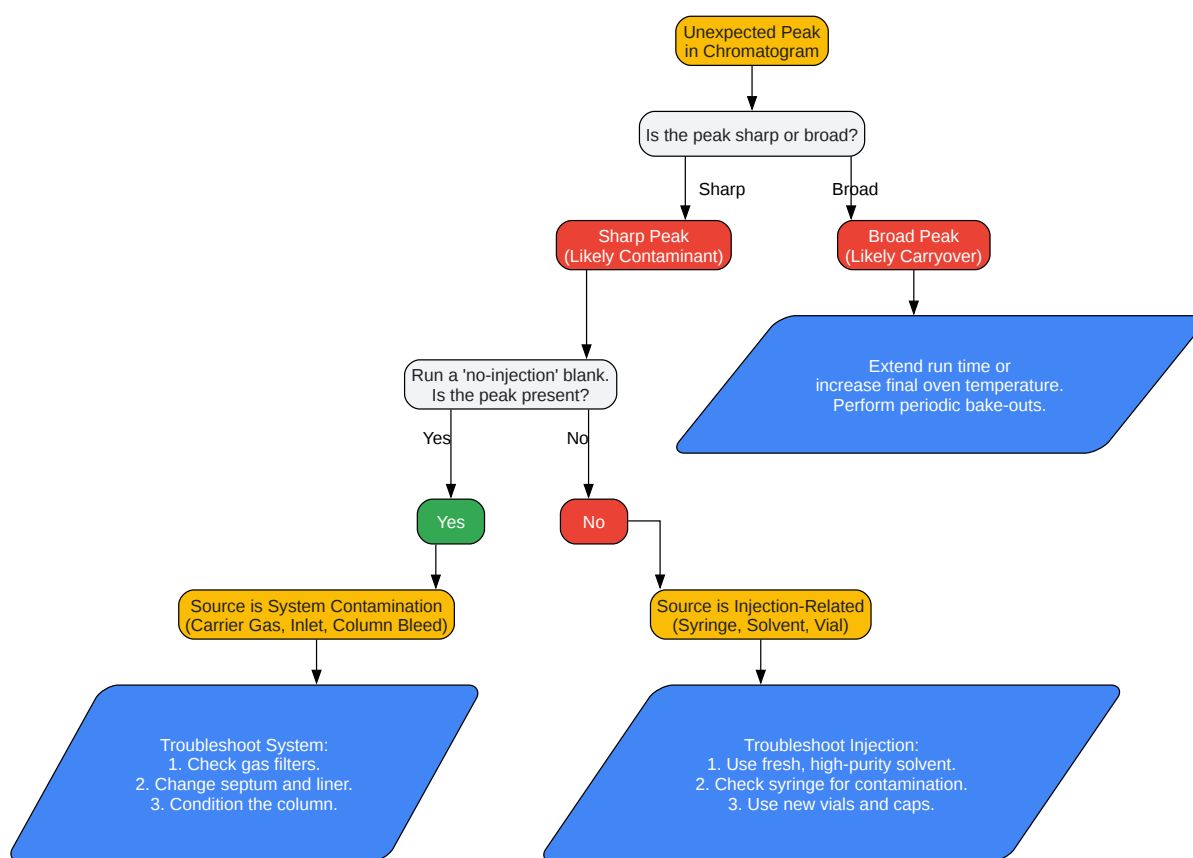 Unexpected Peak
in Chromatogram
Is the peak sharp or broad?
Sharp
Broad
Sharp Peak
(Likely Contaminant)
Broad Peak
(Likely Carryover)
Extend run time or
increase final oven temperature.
Perform periodic bake-outs.
Run a 'no-injection' blank.
Is the peak present?
Yes
No
Yes
No
Source is System Contamination
(Carrier Gas, Inlet, Column Bleed)
Source is Injection-Related
(Syringe, Solvent, Vial)
Troubleshoot System:
1. Check gas filters.
2. Change septum and liner.
3. Condition the column.
Troubleshoot Injection:
1. Use fresh, high-purity solvent.
2. Check syringe for contamination.
3. Use new vials and caps.